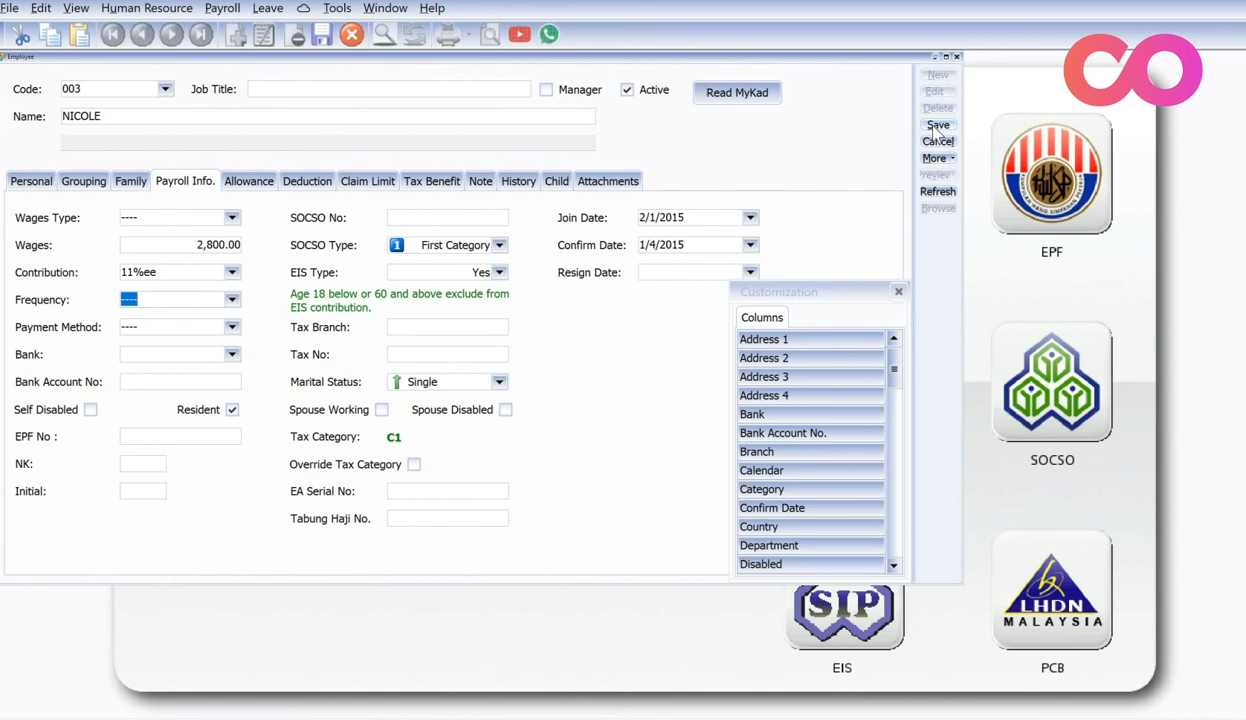 File Edit View Human Resource Payroll Leave Tools Window Help
Employee
Code: 003 Job Title: Manager Active Read MyKad
Name: NICOLE
Personal Grouping Family Payroll Info. Allowance Deduction Claim Limit Tax Benefit Note History Child Attachments
Wages Type: ----
Wages: 2,800.00
Contribution: 11%ee
Frequency: ----
Payment Method: ----
Bank:
Bank Account No:
Self Disabled Resident
EPF No :
NK:
Initial:
SOCSO No:
SOCSO Type: 1 First Category
EIS Type: Yes
Age 18 below or 60 and above exclude from
EIS contribution.
Tax Branch:
Tax No:
Marital Status: Single
Spouse Working Spouse Disabled
Tax Category: C1
Override Tax Category
EA Serial No:
Tabung Haji No.
Join Date: 2/1/2015
Confirm Date: 1/4/2015
Resign Date:
Customization
Columns
Address 1
Address 2
Address 3
Address 4
Bank
Bank Account No.
Branch
Calendar
Category
Confirm Date
Country
Department
Disabled
New
Edit
Delete
Save
Cancel
More
Refresh
Browse
EPF
SOCSO
SIP
EIS
LHDN
MALAYSIA
PCB